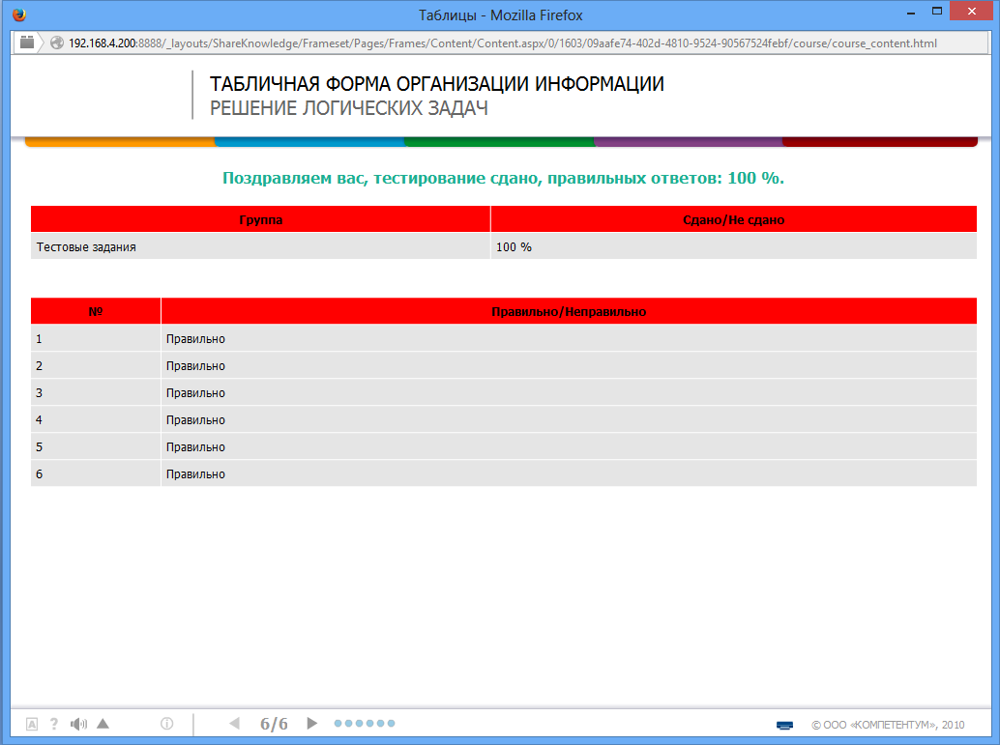 Таблицы - Mozilla Firefox
192.168.4.200:8888/_layouts/ShareKnowledge/Frameset/Pages/Frames/Content/Content.aspx/0/1603/09aafe74-402d-4810-9524-90567524febf/course/course_content.html
ТАБЛИЧНАЯ ФОРМА ОРГАНИЗАЦИИ ИНФОРМАЦИИ
РЕШЕНИЕ ЛОГИЧЕСКИХ ЗАДАЧ
Поздравляем вас, тестирование сдано, правильных ответов: 100 %.
Группа Сдано/Не сдано
Тестовые задания 100 %
№ Правильно/Неправильно
1 Правильно
2 Правильно
3 Правильно
4 Правильно
5 Правильно
6 Правильно
A ? 6/6 © ООО «КОМПЕТЕНТУМ», 2010